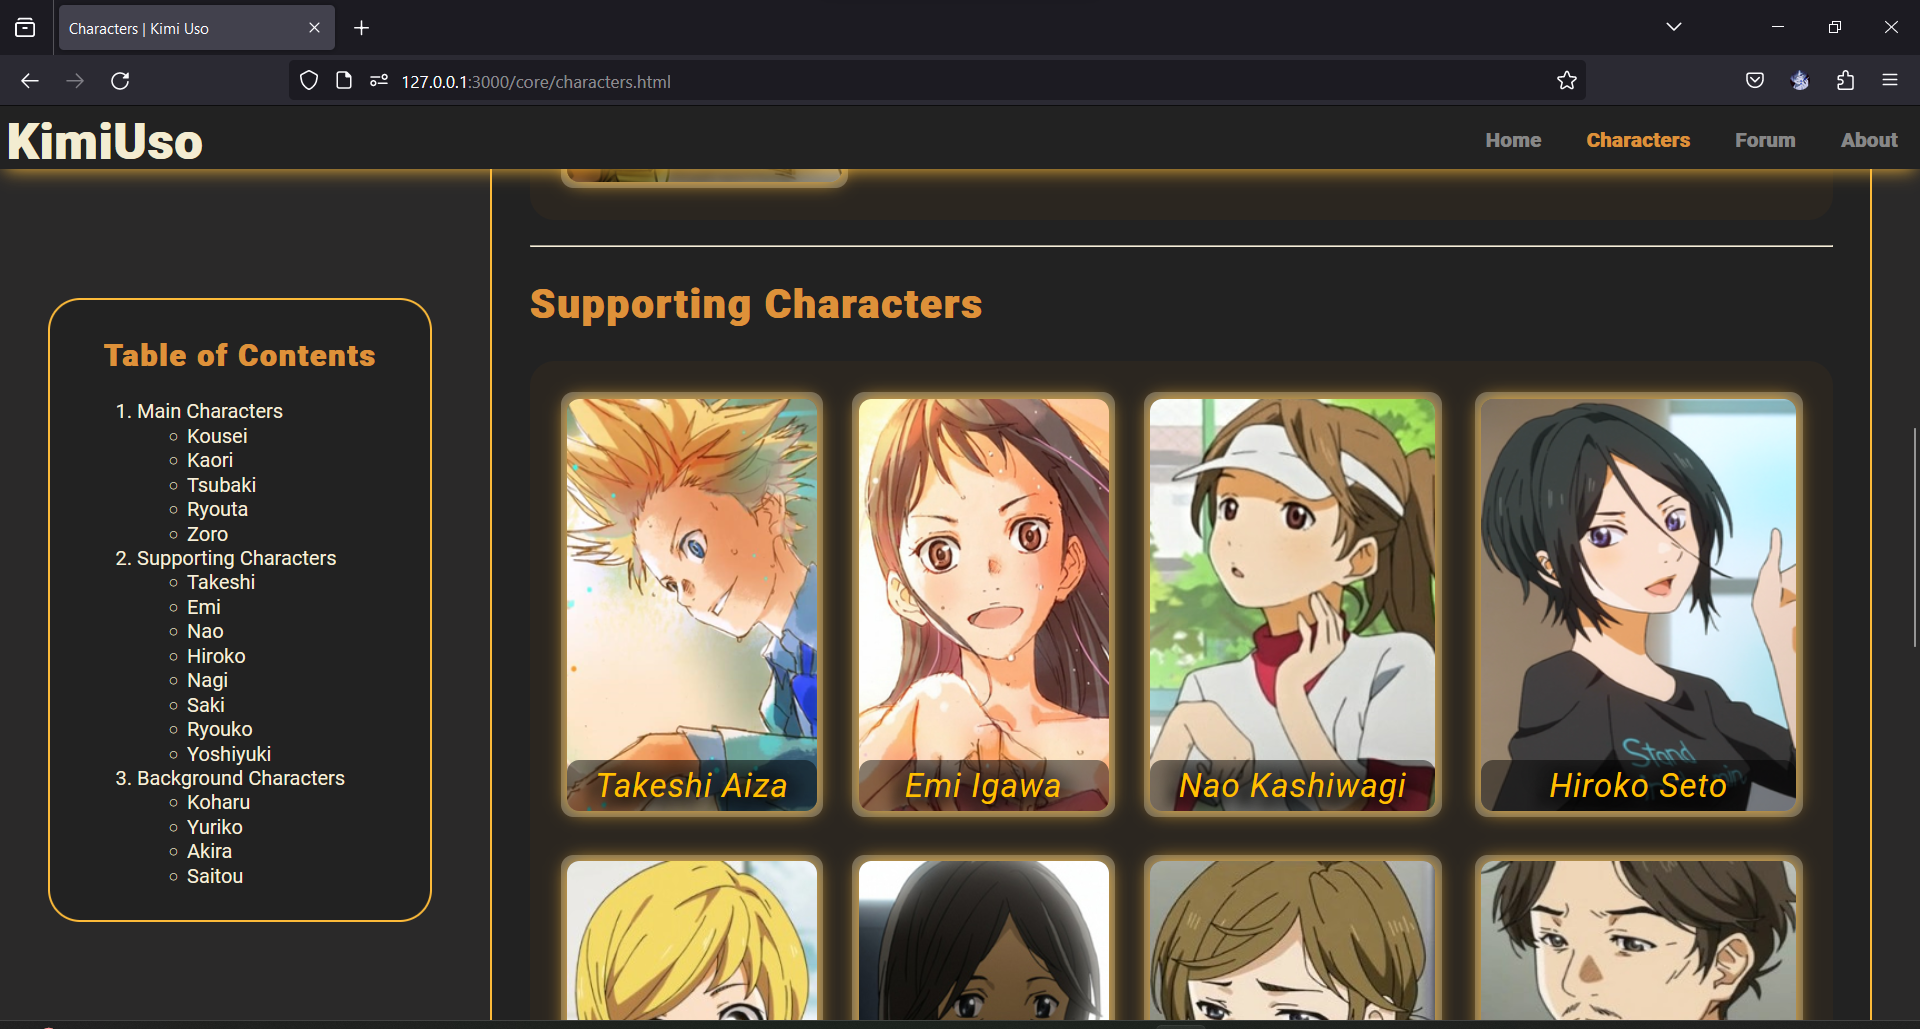 Characters | Kimi Uso
127.0.0.1:3000/core/characters.html
KimiUso
Home Characters Forum About
Supporting Characters
Table of Contents
1. Main Characters
Kousei
Kaori
Tsubaki
Ryouta
Zoro
2. Supporting Characters
Takeshi
Emi
Nao
Hiroko
Nagi
Saki
Ryouko
Yoshiyuki
3. Background Characters
Koharu
Yuriko
Akira
Saitou
Stand
Takeshi Aiza
Emi Igawa
Nao Kashiwagi
Hiroko Seto